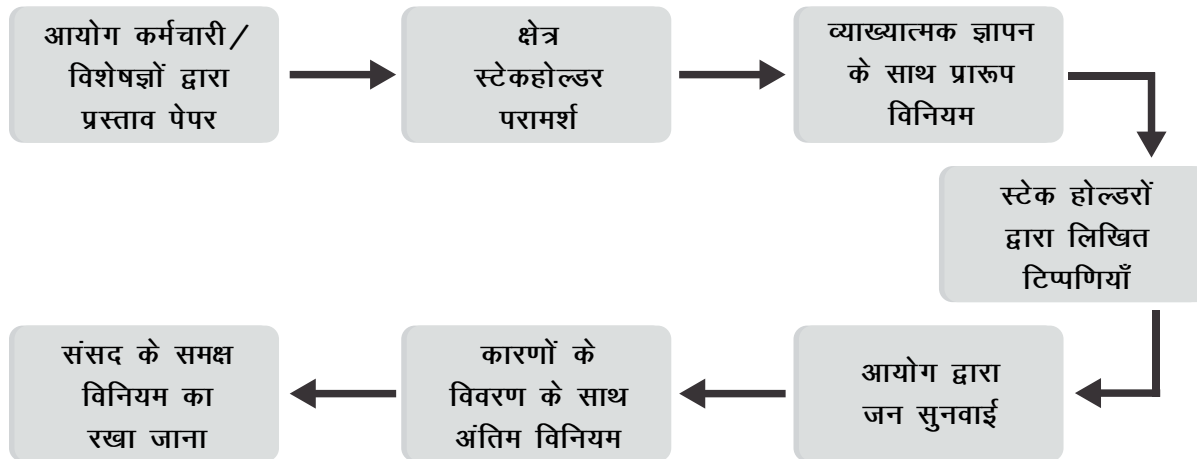 आयोग कर्मचारी/
विशेषज्ञों द्वारा
प्रस्ताव पेपर
क्षेत्र
स्टेकहोल्डर
परामर्श
व्याख्यात्मक ज्ञापन
के साथ प्रारूप
विनियम
स्टेक होल्डरों
द्वारा लिखित
टिप्पणियाँ
आयोग द्वारा
जन सुनवाई
कारणों के
विवरण के साथ
अंतिम विनियम
संसद के समक्ष
विनियम का
रखा जाना